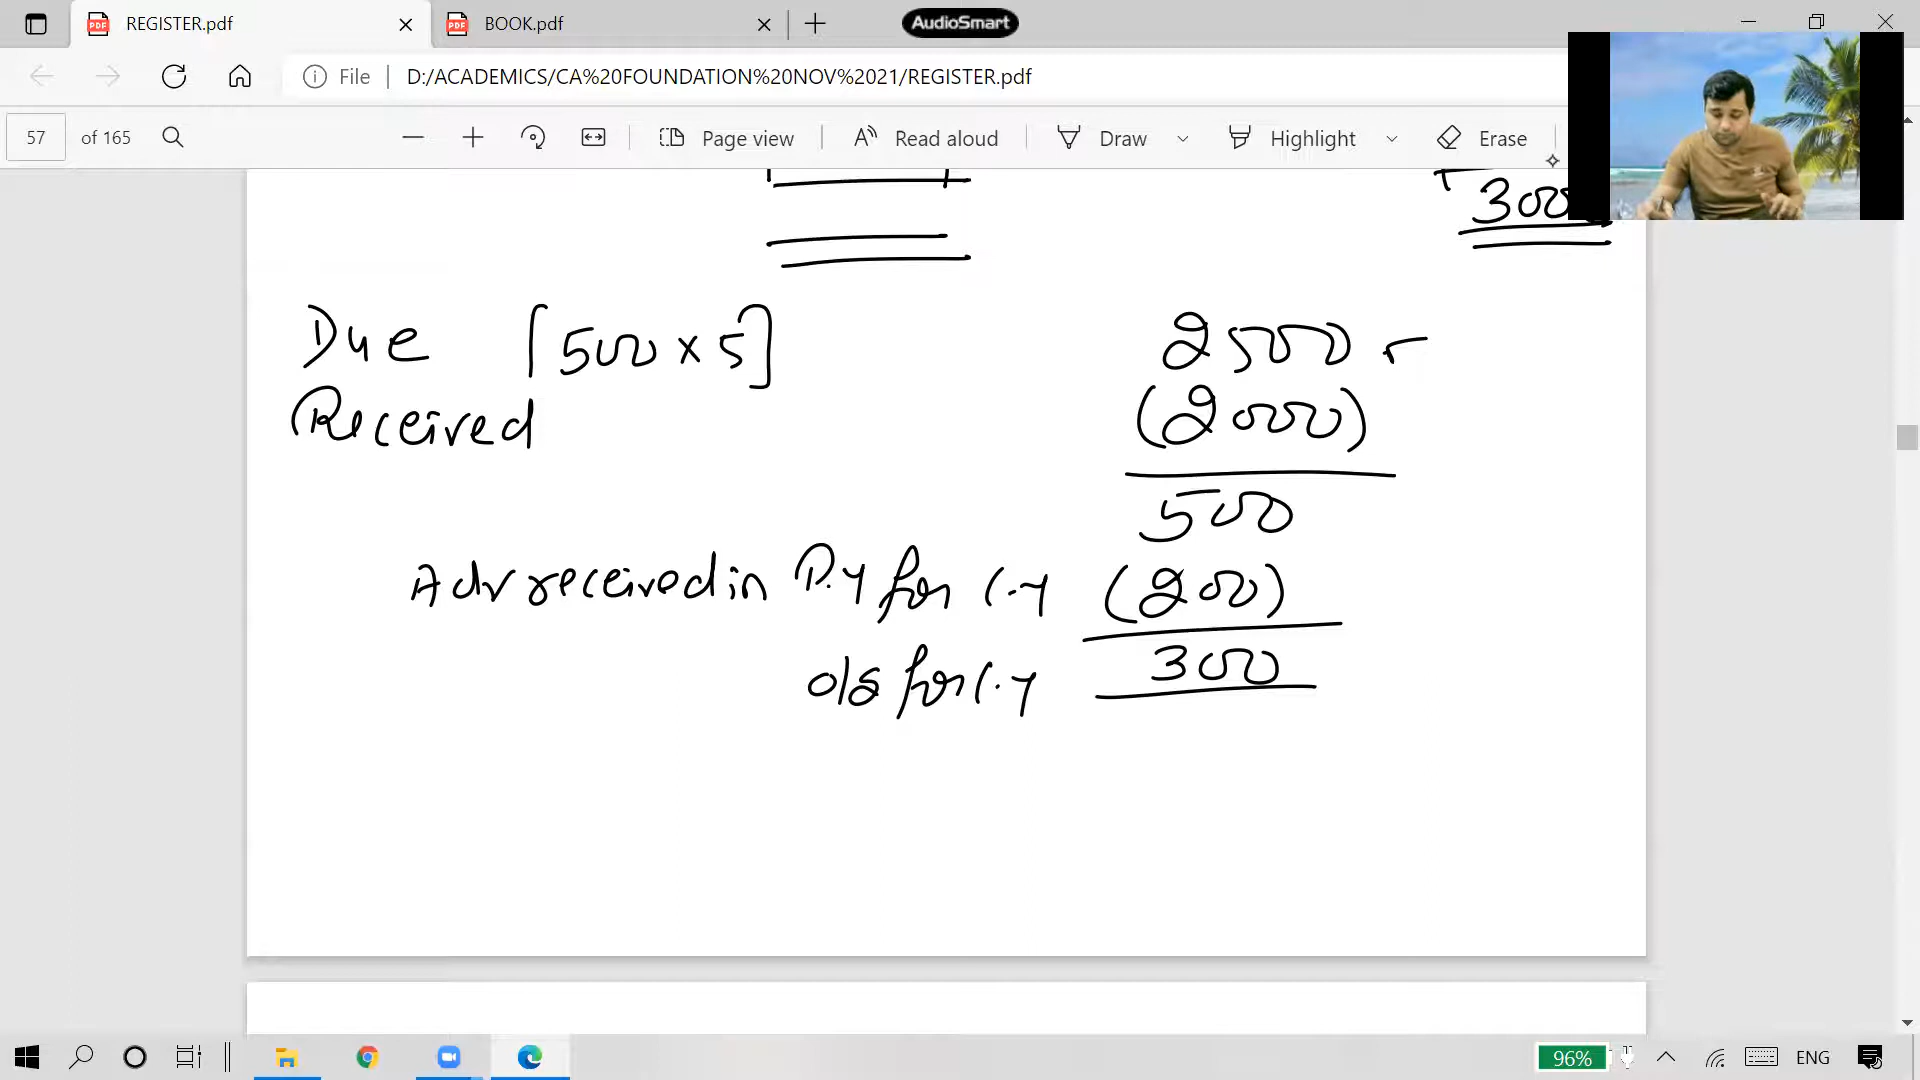 REGISTER.pdf
BOOK.pdf
AudioSmart
File
D:/ACADEMICS/CA%20FOUNDATION%20NOV%2021/REGISTER.pdf
57 of 165
Page view
Read aloud
Draw
Highlight
Erase
300
Due [500 x 5] 2500
Received (2000)
500
Adv received in P.Y for C.Y (200)
o/s for C.Y 300
96%
ENG